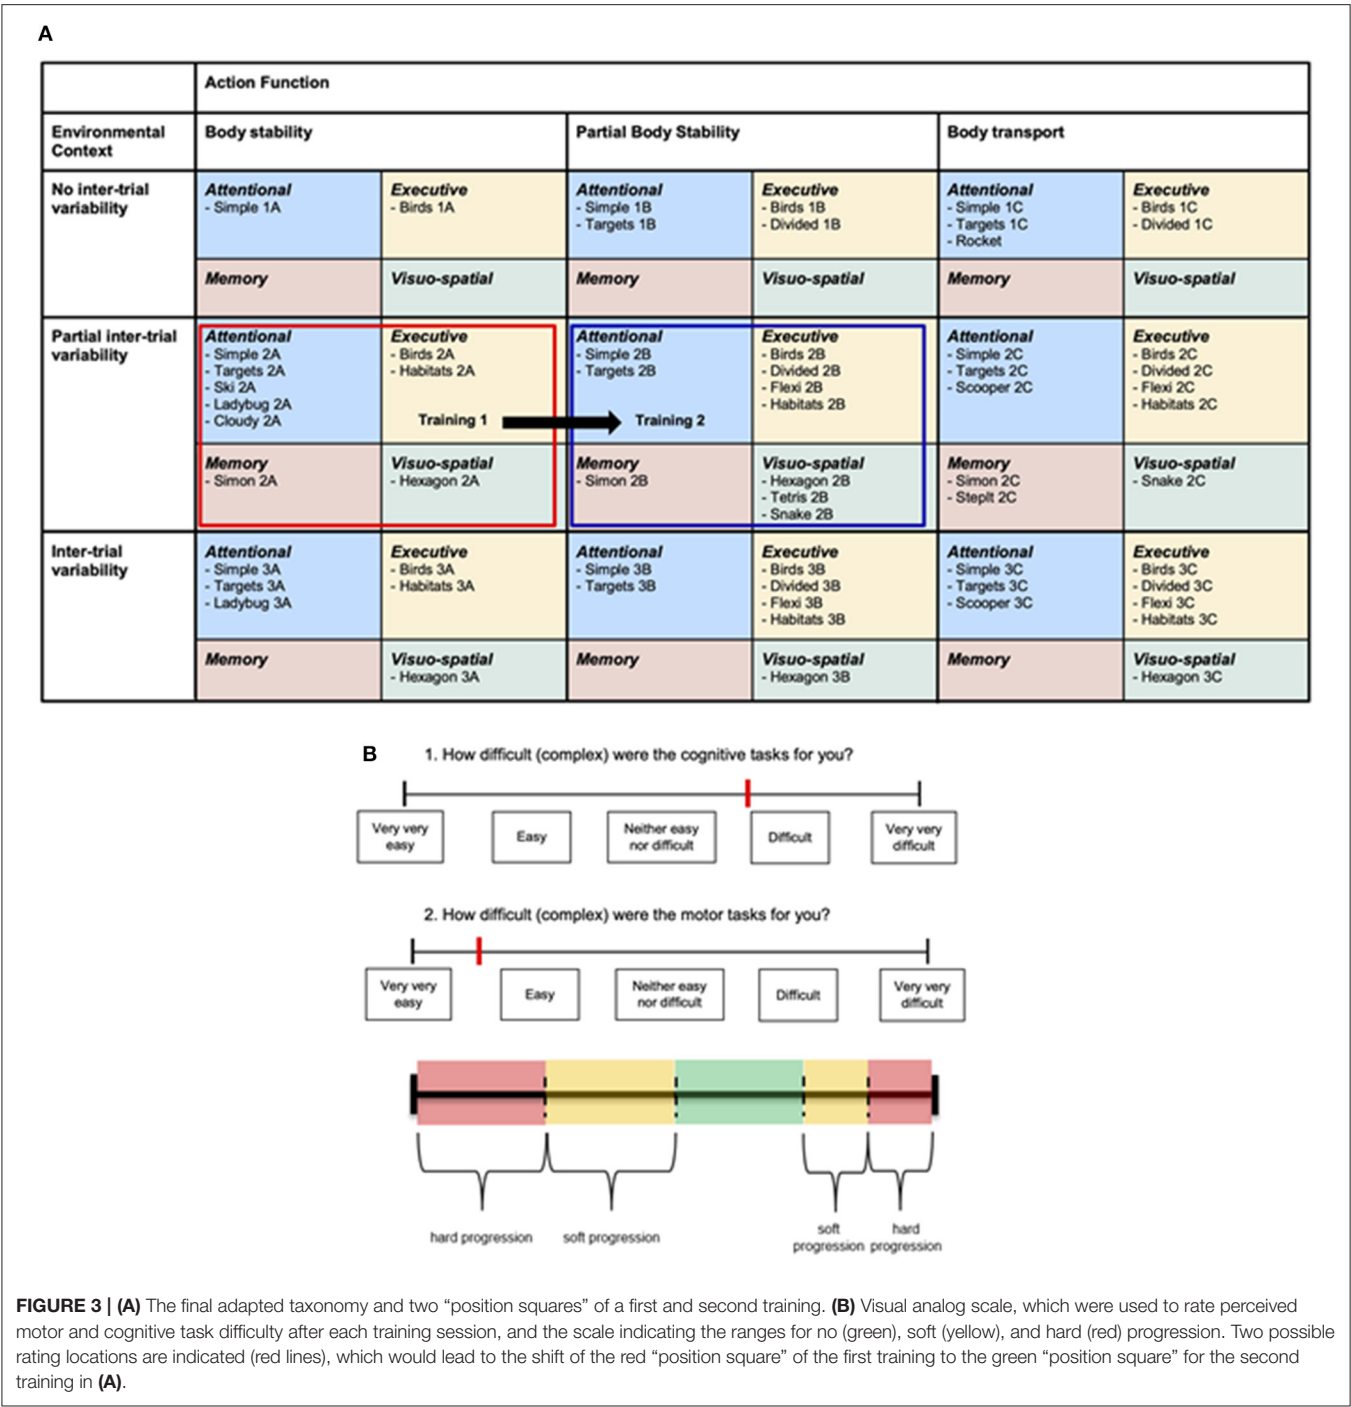 A
Action Function
Environmental Context
Body stability
Partial Body Stability
Body transport
No inter-trial variability
Attentional
- Simple 1A
Executive
- Birds 1A
Attentional
- Simple 1B
- Targets 1B
Executive
- Birds 1B
- Divided 1B
Attentional
- Simple 1C
- Targets 1C
- Rocket
Executive
- Birds 1C
- Divided 1C
Memory
Visuo-spatial
Memory
Visuo-spatial
Memory
Visuo-spatial
Partial inter-trial variability
Attentional
- Simple 2A
- Targets 2A
- Ski 2A
- Ladybug 2A
- Cloudy 2A
Executive
- Birds 2A
- Habitats 2A
Training 1
Attentional
- Simple 2B
- Targets 2B
Training 2
Executive
- Birds 2B
- Divided 2B
- Flexi 2B
- Habitats 2B
Attentional
- Simple 2C
- Targets 2C
- Scooper 2C
Executive
- Birds 2C
- Divided 2C
- Flexi 2C
- Habitats 2C
Memory
- Simon 2A
Visuo-spatial
- Hexagon 2A
Memory
- Simon 2B
Visuo-spatial
- Hexagon 2B
- Tetris 2B
- Snake 2B
Memory
- Simon 2C
- StepIt 2C
Visuo-spatial
- Snake 2C
Inter-trial variability
Attentional
- Simple 3A
- Targets 3A
- Ladybug 3A
Executive
- Birds 3A
- Habitats 3A
Attentional
- Simple 3B
- Targets 3B
Executive
- Birds 3B
- Divided 3B
- Flexi 3B
- Habitats 3B
Attentional
- Simple 3C
- Targets 3C
- Scooper 3C
Executive
- Birds 3C
- Divided 3C
- Flexi 3C
- Habitats 3C
Memory
Visuo-spatial
- Hexagon 3A
Memory
Visuo-spatial
- Hexagon 3B
Memory
Visuo-spatial
- Hexagon 3C
B
1. How difficult (complex) were the cognitive tasks for you?
Very very easy
Easy
Neither easy nor difficult
Difficult
Very very difficult
2. How difficult (complex) were the motor tasks for you?
Very very easy
Easy
Neither easy nor difficult
Difficult
Very very difficult
hard progression
soft progression
soft progression
hard progression
FIGURE 3 | (A) The final adapted taxonomy and two “position squares” of a first and second training. (B) Visual analog scale, which were used to rate perceived
motor and cognitive task difficulty after each training session, and the scale indicating the ranges for no (green), soft (yellow), and hard (red) progression. Two possible
rating locations are indicated (red lines), which would lead to the shift of the red “position square” of the first training to the green “position square” for the second
training in (A).